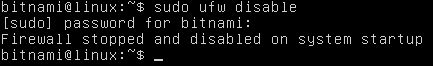 bitnami@linux:~$ sudo ufw disable
[sudo] password for bitnami:
Firewall stopped and disabled on system startup
bitnami@linux:~$ _